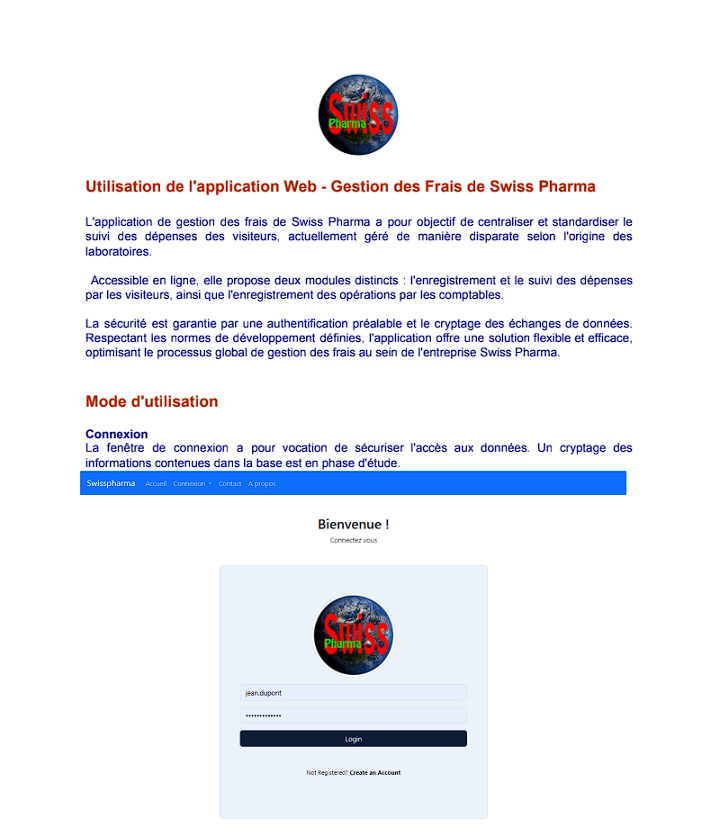 Swiss
Pharma
Utilisation de l'application Web - Gestion des Frais de Swiss Pharma
L'application de gestion des frais de Swiss Pharma a pour objectif de centraliser et standardiser le
suivi des dépenses des visiteurs, actuellement géré de manière disparate selon l'origine des
laboratoires.
Accessible en ligne, elle propose deux modules distincts : l'enregistrement et le suivi des dépenses
par les visiteurs, ainsi que l'enregistrement des opérations par les comptables.
La sécurité est garantie par une authentification préalable et le cryptage des échanges de données.
Respectant les normes de développement définies, l'application offre une solution flexible et efficace,
optimisant le processus global de gestion des frais au sein de l'entreprise Swiss Pharma.
Mode d'utilisation
Connexion
La fenêtre de connexion a pour vocation de sécuriser l'accès aux données. Un cryptage des
informations contenues dans la base est en phase d'étude.
Swisspharma Accueil Connexion Contact A propos
Bienvenue !
Connectez vous
Swiss
Pharma
jean.dupont
•••••••••••••
Login
Not Registered? Create an Account